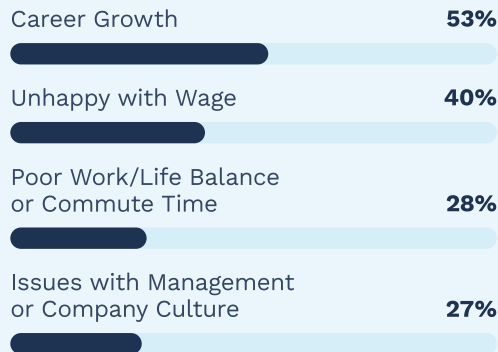 Career Growth 53%
Unhappy with Wage 40%
Poor Work/Life Balance
or Commute Time 28%
Issues with Management
or Company Culture 27%